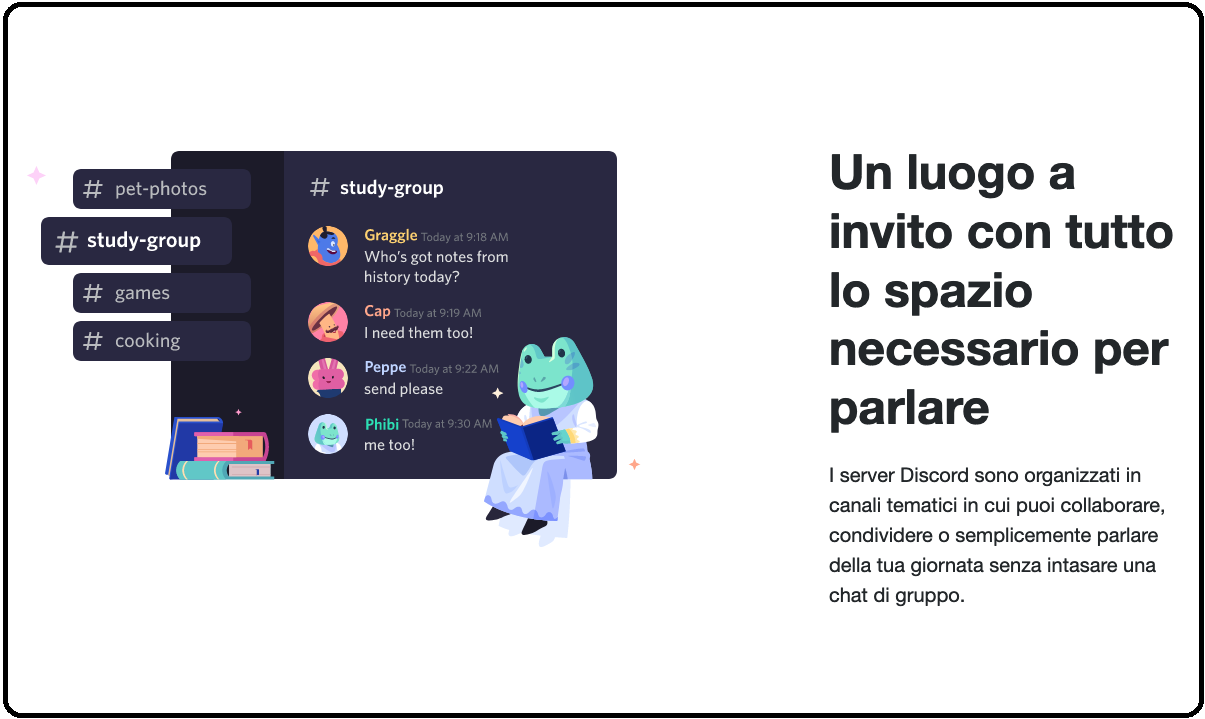 # pet-photos
# study-group
# games
# cooking
# study-group
Graggle Today at 9:18 AM
Who's got notes from
history today?
Cap Today at 9:19 AM
I need them too!
Peppe Today at 9:22 AM
send please
Phibi Today at 9:30 AM
me too!
Un luogo a
invito con tutto
lo spazio
necessario per
parlare
I server Discord sono organizzati in
canali tematici in cui puoi collaborare,
condividere o semplicemente parlare
della tua giornata senza intasare una
chat di gruppo.